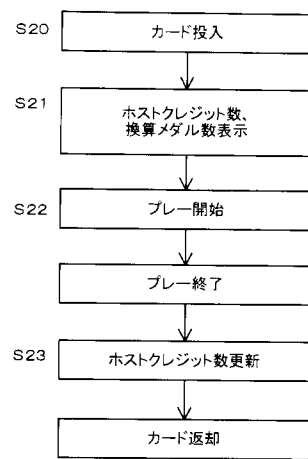 S20
カード投入
S21
ホストクレジット数、
換算メダル数表示
S22
プレー開始
プレー終了
S23
ホストクレジット数更新
カード返却